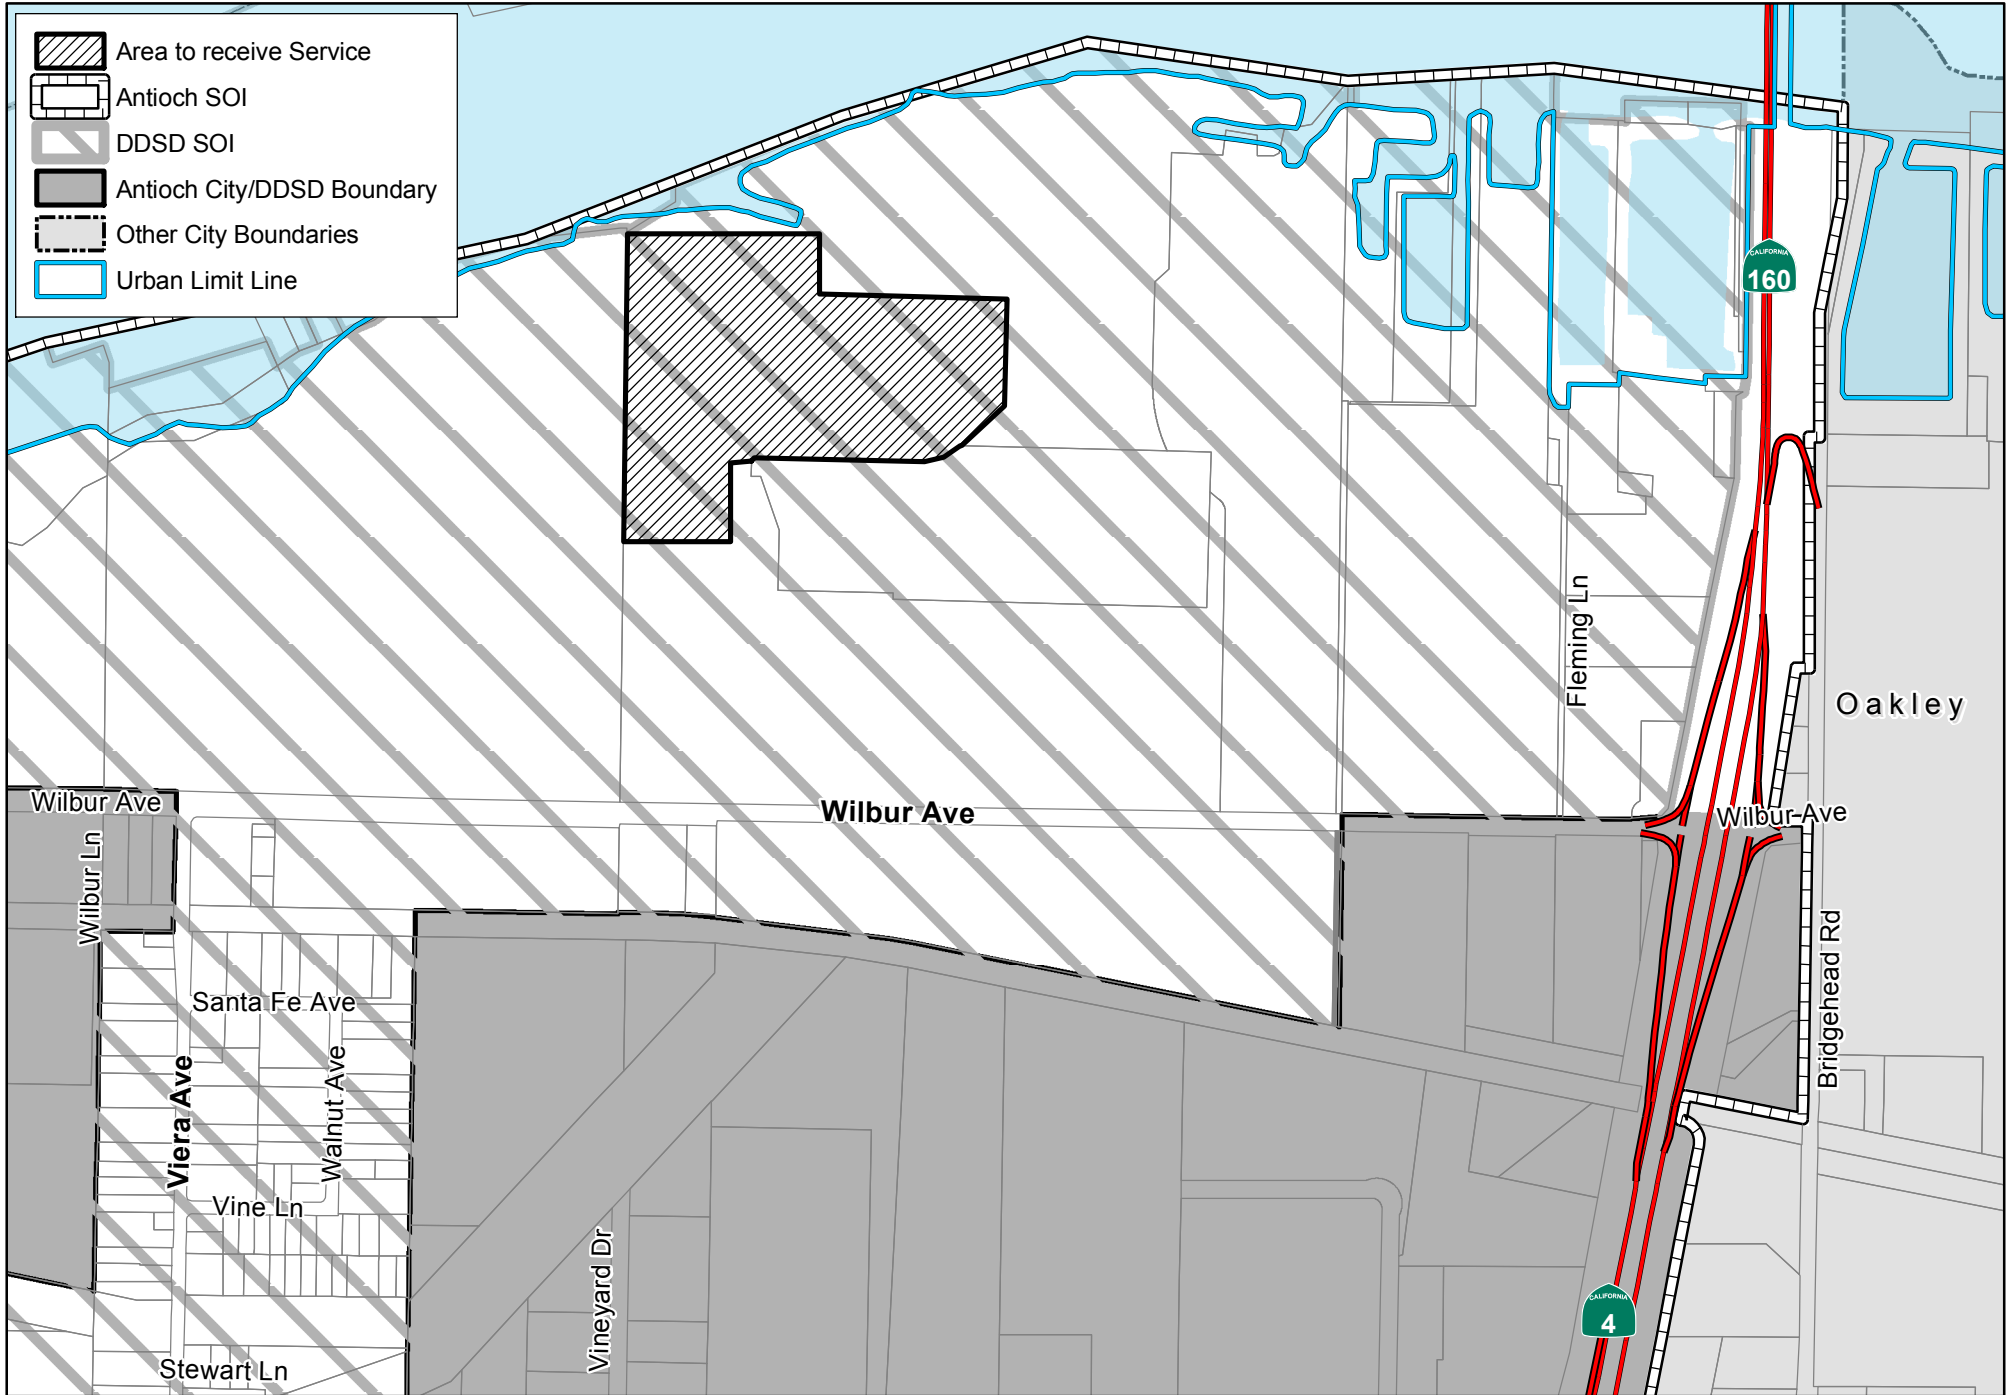 Area to receive Service
Antioch SOI
DDSD SOI
Antioch City/DDSD Boundary
Other City Boundaries
Urban Limit Line
CALIFORNIA
160
Fleming Ln
Oakley
Wilbur Ave
Wilbur Ave
Wilbur Ave
Wilbur Ln
Bridgehead Rd
Santa Fe Ave
Walnut Ave
Viera Ave
Vine Ln
Vineyard Dr
CALIFORNIA
4
Stewart Ln